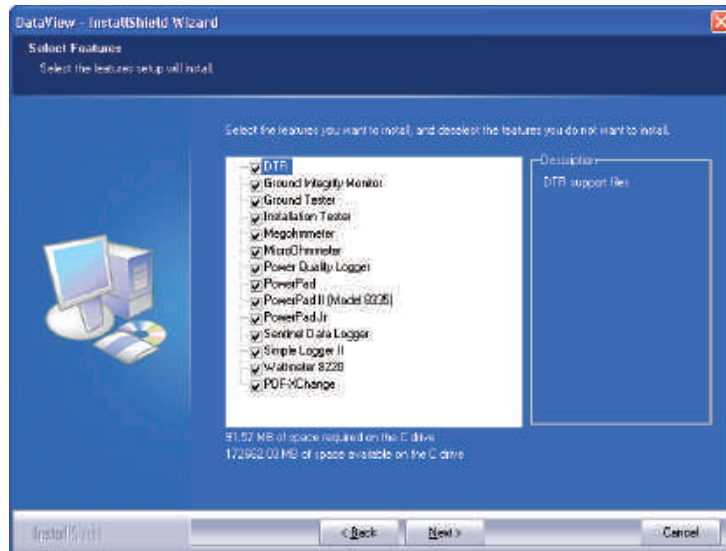 DataView - InstallShield Wizard
Select Features
Select the features setup will install.
Select the features you want to install, and deselect the features you do not want to install.
DTR
Ground Integrity Monitor
Ground Tester
Installation Tester
Megohmmeter
MicroOhmmeter
Power Quality Logger
PowerPad
PowerPad II (Model 8335)
PowerPad Jr
Sentinel Data Logger
Simple Logger II
Wattmeter 8220
PDF-XChange
Description
DTR support files
91.57 MB of space required on the C drive
172662.03 MB of space available on the C drive
InstallShield
< Back
Next >
Cancel